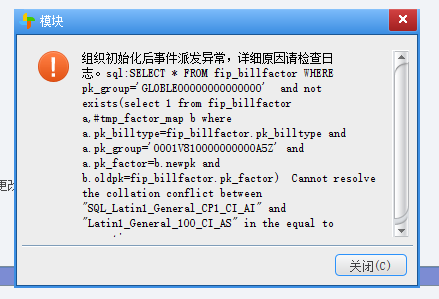 模块
组织初始化后事件派发异常，详细原因请检查日
志。sql:SELECT * FROM fip_billfactor WHERE
pk_group='GLOBLE00000000000000' and not
exists(select 1 from fip_billfactor
a,#tmp_factor_map b where
a.pk_billtype=fip_billfactor.pk_billtype and
a.pk_group='0001V810000000000A5Z' and
a.pk_factor=b.newpk and
b.oldpk=fip_billfactor.pk_factor) Cannot resolve
the collation conflict between
"SQL_Latin1_General_CP1_CI_AI" and
"Latin1_General_100_CI_AS" in the equal to
更改
关闭(C)